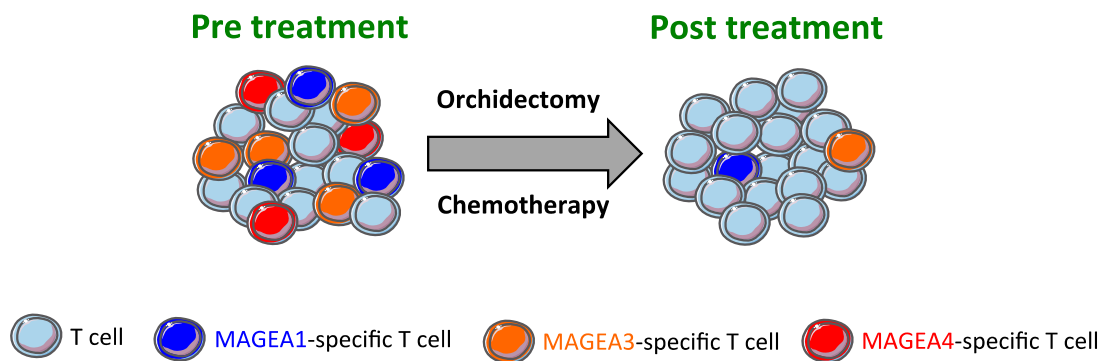 Pre treatment
Post treatment
Orchidectomy
Chemotherapy
T cell
MAGEA1-specific T cell
MAGEA3-specific T cell
MAGEA4-specific T cell